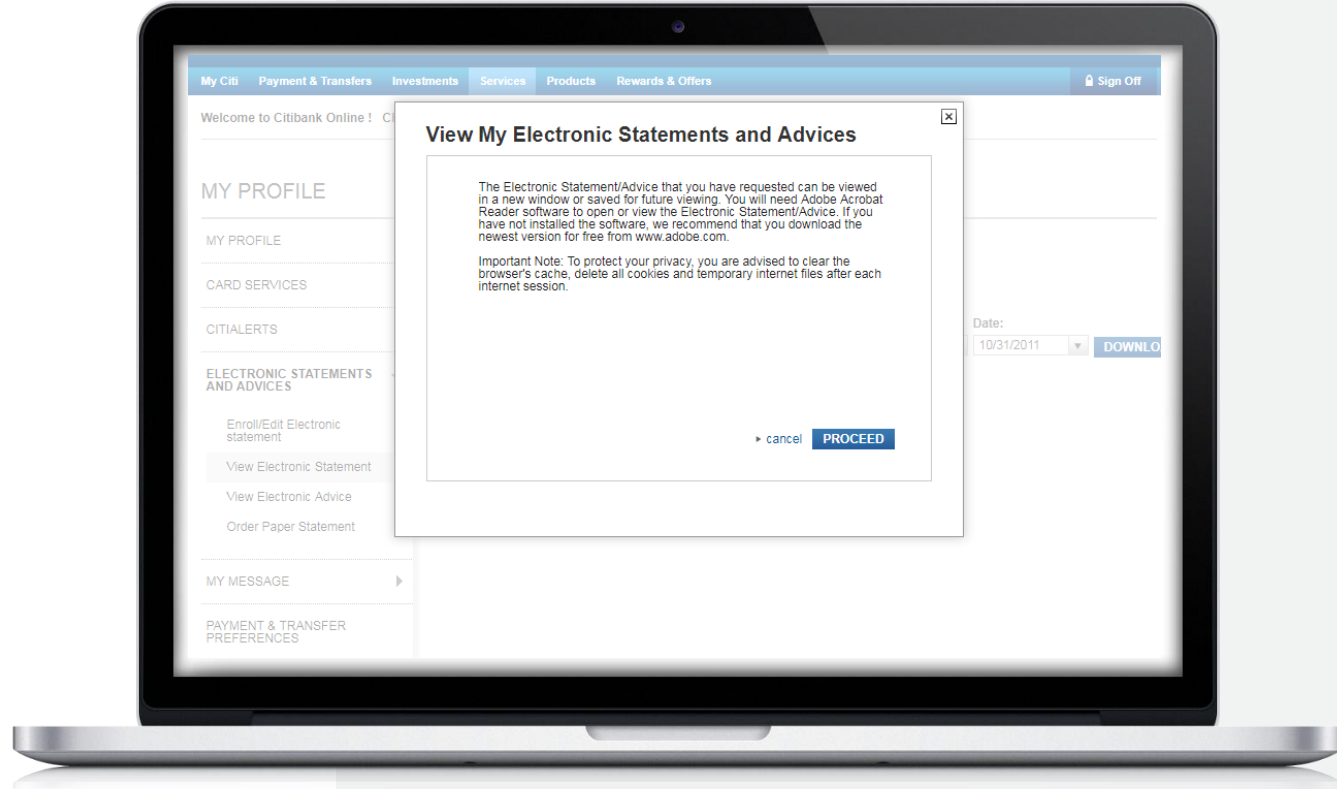 My Citi Payment & Transfers Investments Services Products Rewards & Offers Sign Off
Welcome to Citibank Online !
MY PROFILE
MY PROFILE
CARD SERVICES
CITIALERTS
ELECTRONIC STATEMENTS
AND ADVICES
Enroll/Edit Electronic
statement
View Electronic Statement
View Electronic Advice
Order Paper Statement
MY MESSAGE
PAYMENT & TRANSFER
PREFERENCES
View My Electronic Statements and Advices
The Electronic Statement/Advice that you have requested can be viewed
in a new window or saved for future viewing. You will need Adobe Acrobat
Reader software to open or view the Electronic Statement/Advice. If you
have not installed the software, we recommend that you download the
newest version for free from www.adobe.com.
Important Note: To protect your privacy, you are advised to clear the
browser's cache, delete all cookies and temporary internet files after each
internet session.
cancel PROCEED
Date:
10/31/2011 DOWNLO